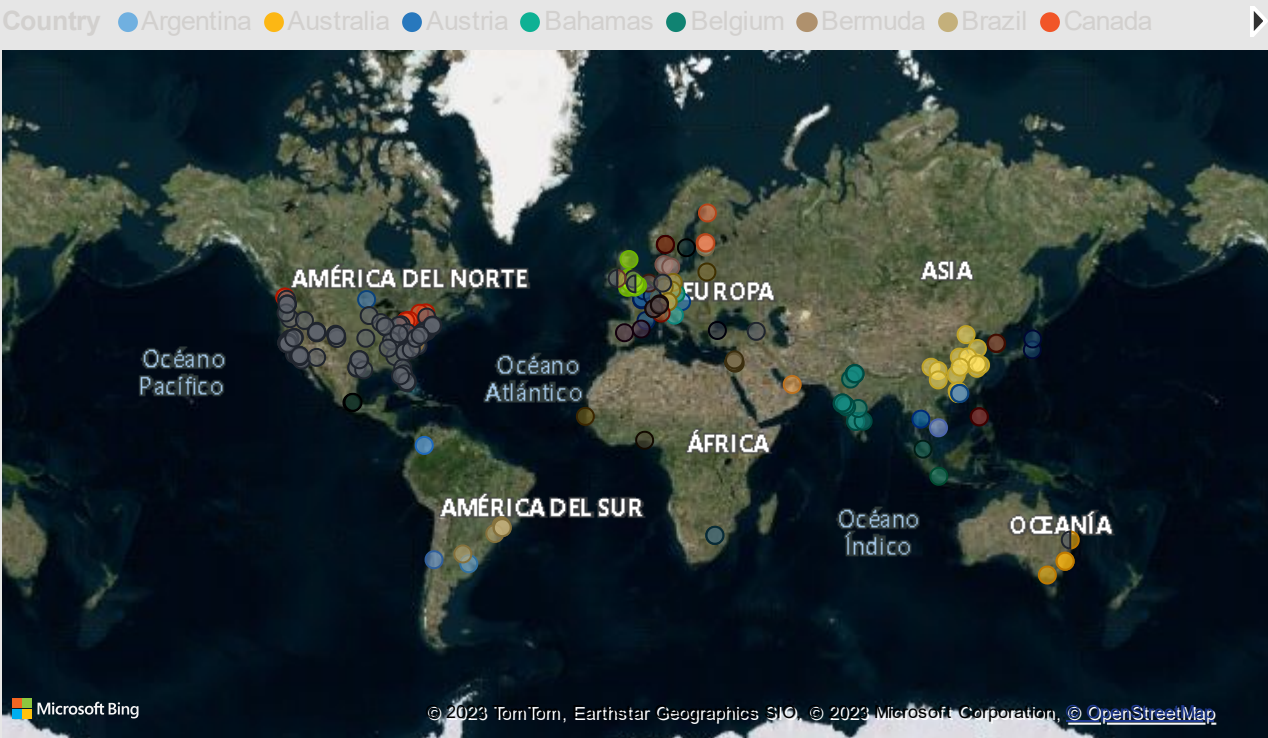 Country Argentina Australia Austria Bahamas Belgium Bermuda Brazil Canada
AMÉRICA DEL NORTE
ASIA
EUROPA
Océano
Pacífico
Océano
Atlántico
ÁFRICA
AMÉRICA DEL SUR
Océano
Índico
OCEANÍA
Microsoft Bing
© 2023 TomTom, Earthstar Geographics SIO, © 2023 Microsoft Corporation, © OpenStreetMap